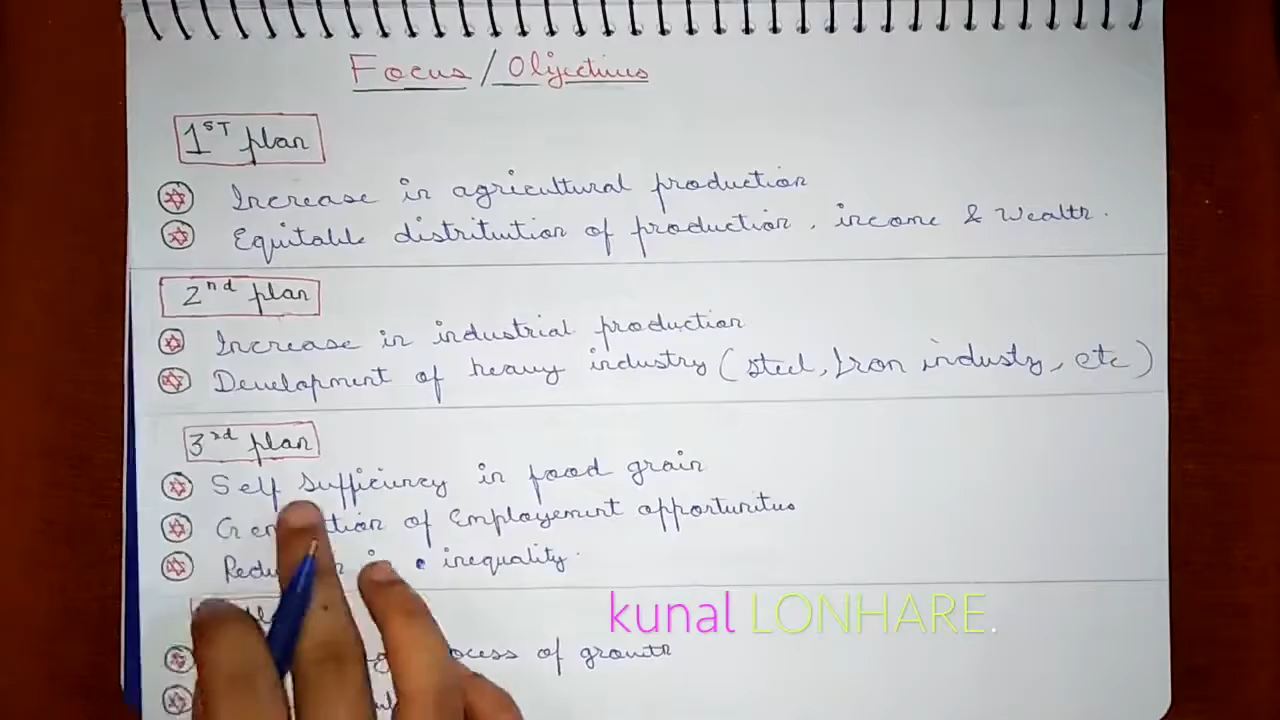 Focus / Objectives
1ST plan
Increase in agricultural production
Equitable distribution of production, income & wealth.
2nd plan
Increase in industrial production
Development of heavy industry (steel, Iron industry, etc)
3rd plan
Self sufficiency in food grain
of Employement opportunities
inequality.
kunal LONHARE.
of growth